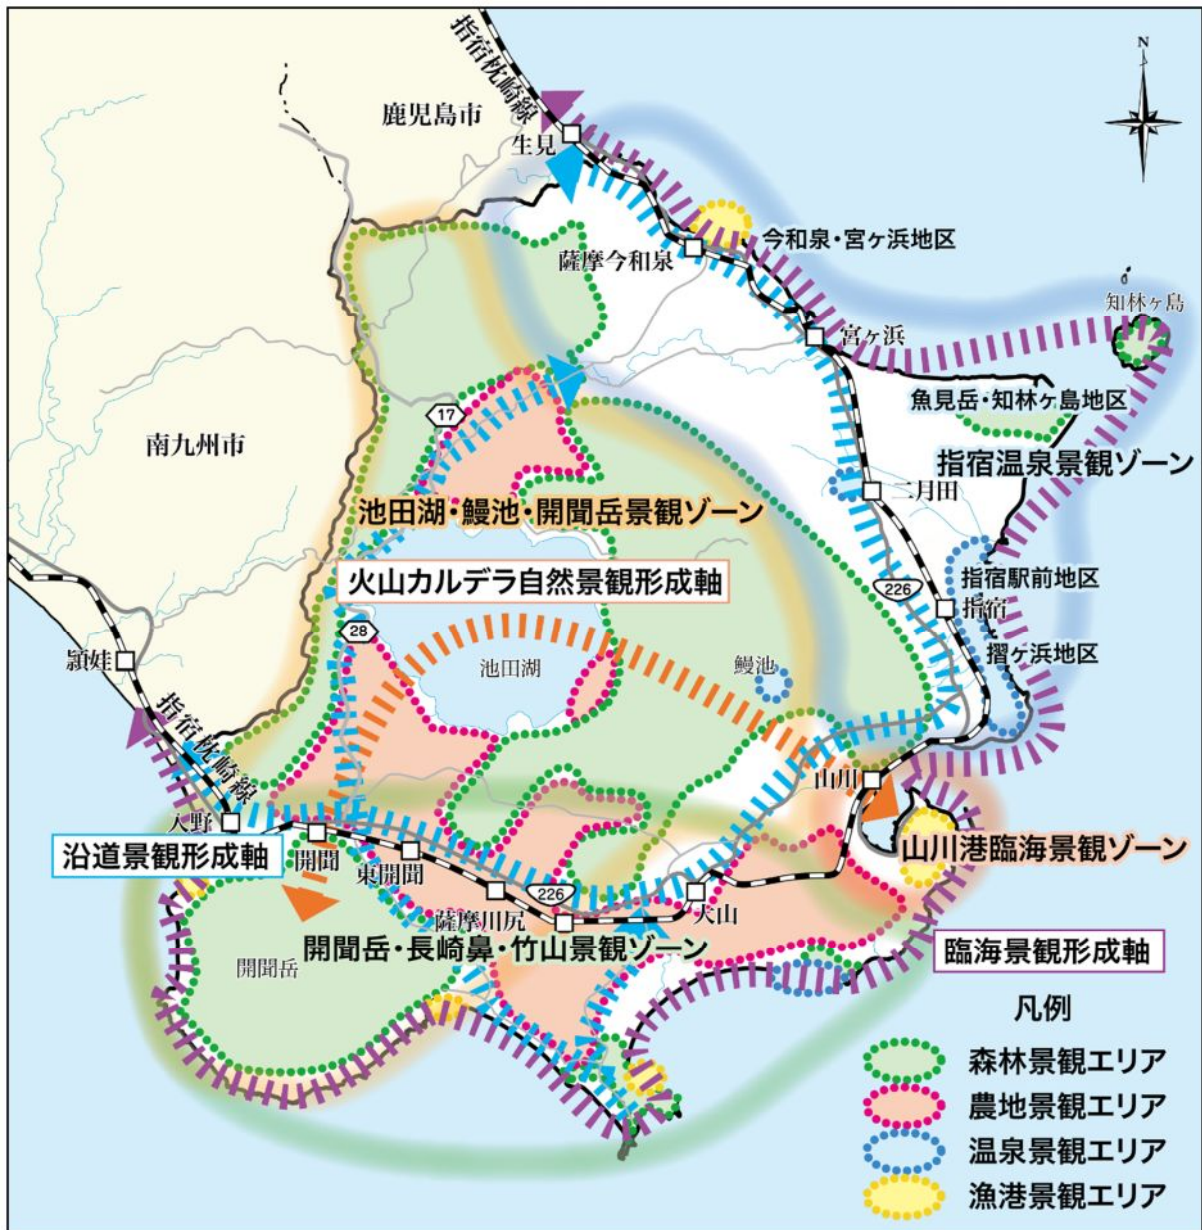 指宿枕崎線
N
鹿児島市
生見
今和泉・宮ヶ浜地区
薩摩今和泉
知林ヶ島
宮ヶ浜
魚見岳・知林ヶ島地区
17
南九州市
指宿温泉景観ゾーン
二月田
池田湖・鰻池・開聞岳景観ゾーン
火山カルデラ自然景観形成軸
指宿駅前地区
226
指宿
28
頴娃
池田湖
鰻池
摺ヶ浜地区
指宿枕崎線
山川
入野
沿道景観形成軸
開聞
東開聞
山川港臨海景観ゾーン
226
大山
薩摩川尻
開聞岳・長崎鼻・竹山景観ゾーン
臨海景観形成軸
開聞岳
凡例
森林景観エリア
農地景観エリア
温泉景観エリア
漁港景観エリア